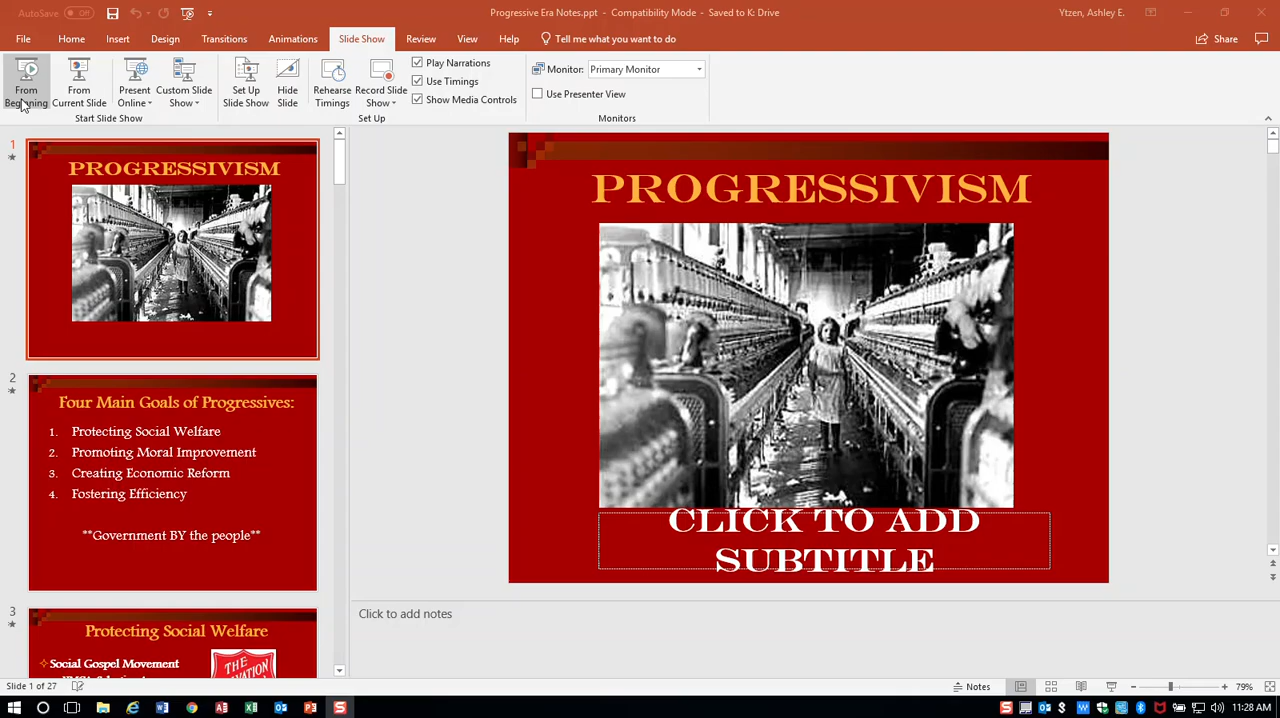 AutoSave Off
Progressive Era Notes.ppt - Compatibility Mode - Saved to K: Drive
Ytzen, Ashley E.
File Home Insert Design Transitions Animations Slide Show Review View Help Tell me what you want to do
Share
From Beginning
From Current Slide
Present Online
Custom Slide Show
Start Slide Show
Set Up Slide Show
Hide Slide
Rehearse Timings
Record Slide Show
Play Narrations
Use Timings
Show Media Controls
Set Up
Monitor: Primary Monitor
Use Presenter View
Monitors
1
PROGRESSIVISM
2
Four Main Goals of Progressives:
1. Protecting Social Welfare
2. Promoting Moral Improvement
3. Creating Economic Reform
4. Fostering Efficiency
**Government BY the people**
3
Protecting Social Welfare
Social Gospel Movement
THE
PROGRESSIVISM
CLICK TO ADD
SUBTITLE
Click to add notes
Slide 1 of 27
Notes
79%
11:28 AM